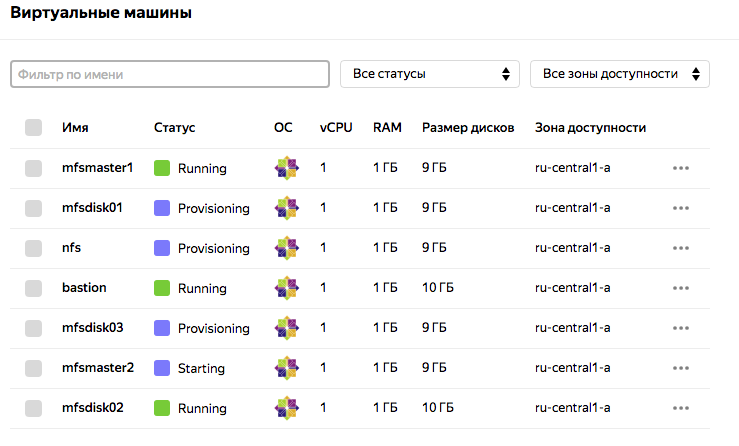 Виртуальные машины
Фильтр по имени Все статусы Все зоны доступности
Имя Статус ОС vCPU RAM Размер дисков Зона доступности
mfsmaster1 Running 1 1 ГБ 9 ГБ ru-central1-a
mfsdisk01 Provisioning 1 1 ГБ 9 ГБ ru-central1-a
nfs Provisioning 1 1 ГБ 9 ГБ ru-central1-a
bastion Running 1 1 ГБ 10 ГБ ru-central1-a
mfsdisk03 Provisioning 1 1 ГБ 9 ГБ ru-central1-a
mfsmaster2 Starting 1 1 ГБ 9 ГБ ru-central1-a
mfsdisk02 Running 1 1 ГБ 10 ГБ ru-central1-a